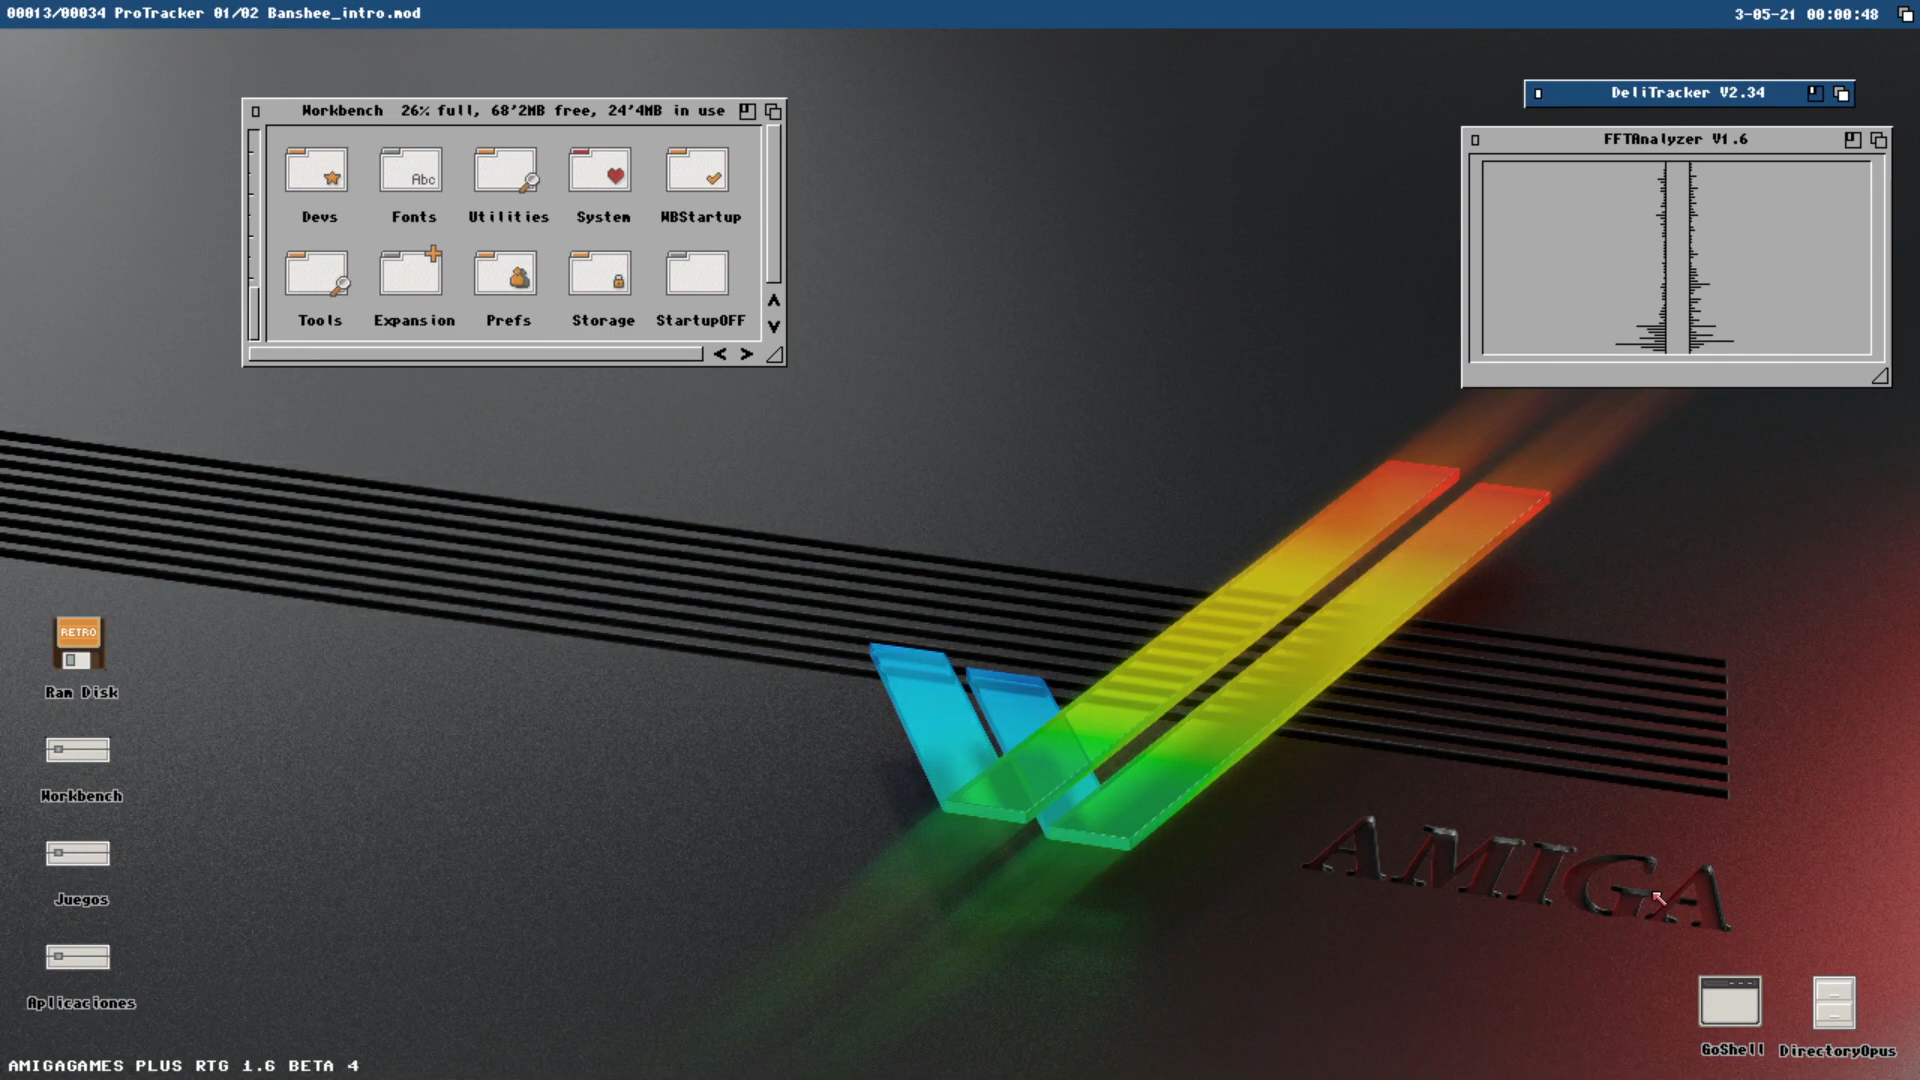 00013/00034 ProTracker 01/02 Banshee_intro.mod
3-05-21 00:00:48
Workbench 26% full, 68'2MB free, 24'4MB in use
DeliTracker V2.34
FFTAnalyzer V1.6
Abc
Devs Fonts Utilities System WBStartup
Tools Expansion Prefs Storage StartupOFF
RETRO
Ram Disk
Workbench
Juegos
Aplicaciones
AMIGA
GoShell DirectoryOpus
AMIGAGAMES PLUS RTG 1.6 BETA 4